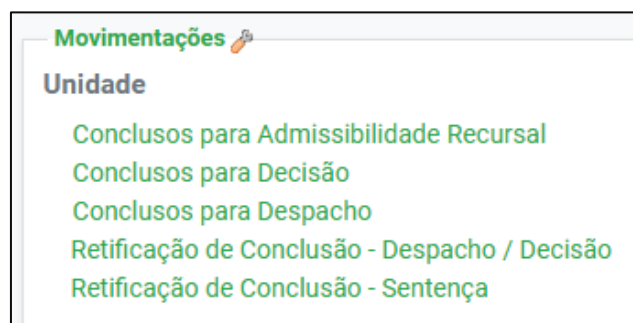 Movimentações
Unidade
Conclusos para Admissibilidade Recursal
Conclusos para Decisão
Conclusos para Despacho
Retificação de Conclusão - Despacho / Decisão
Retificação de Conclusão - Sentença